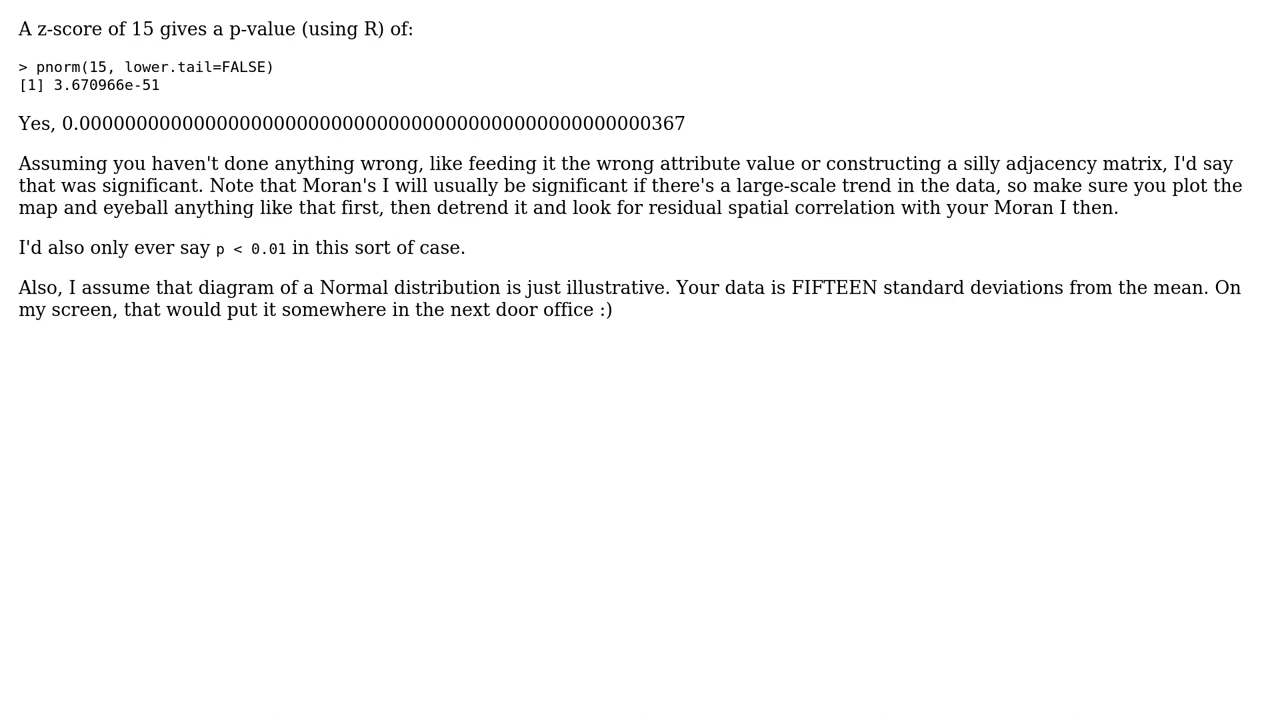 A z-score of 15 gives a p-value (using R) of:
> pnorm(15, lower.tail=FALSE)
[1] 3.670966e-51
Yes, 0.00000000000000000000000000000000000000000000000000367
Assuming you haven't done anything wrong, like feeding it the wrong attribute value or constructing a silly adjacency matrix, I'd say
that was significant. Note that Moran's I will usually be significant if there's a large-scale trend in the data, so make sure you plot the
map and eyeball anything like that first, then detrend it and look for residual spatial correlation with your Moran I then.
I'd also only ever say p < 0.01 in this sort of case.
Also, I assume that diagram of a Normal distribution is just illustrative. Your data is FIFTEEN standard deviations from the mean. On
my screen, that would put it somewhere in the next door office :)